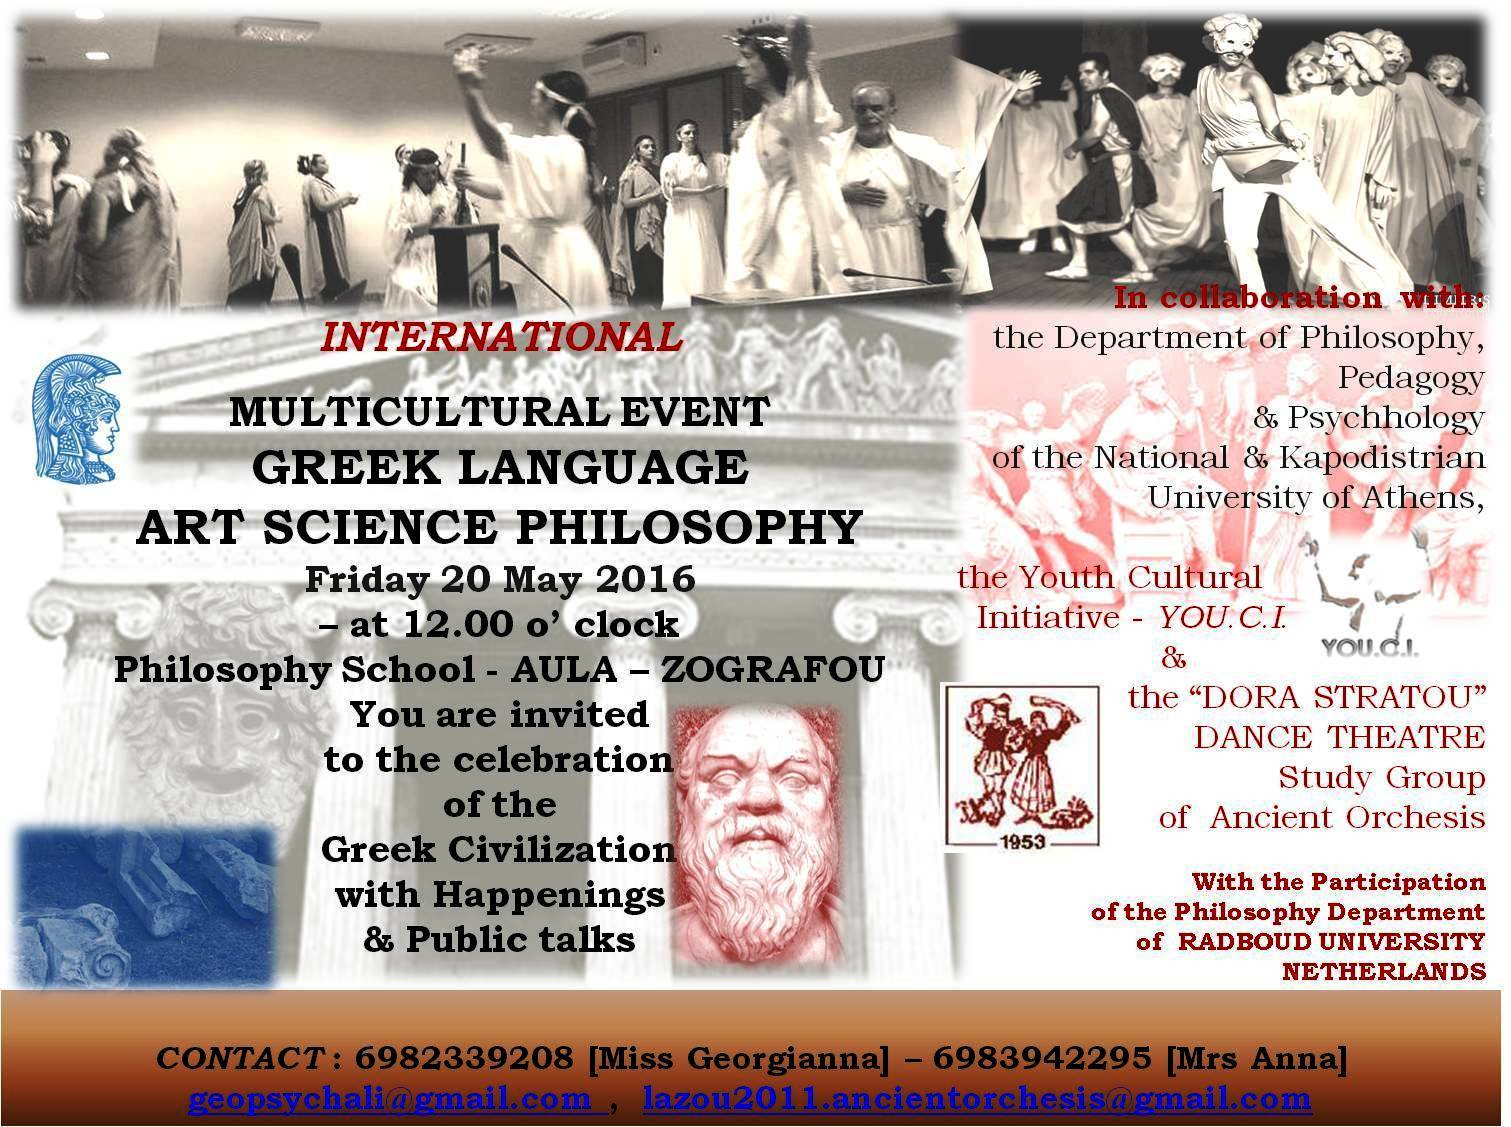 INTERNATIONAL
MULTICULTURAL EVENT
GREEK LANGUAGE
ART SCIENCE PHILOSOPHY
Friday 20 May 2016
– at 12.00 o’ clock
Philosophy School - AULA – ZOGRAFOU
You are invited
to the celebration
of the
Greek Civilization
with Happenings
& Public talks
In collaboration with:
the Department of Philosophy,
Pedagogy
& Psychhology
of the National & Kapodistrian
University of Athens,
the Youth Cultural
Initiative - YOU.C.I.
YOU.C.I.
&
the “DORA STRATOU”
DANCE THEATRE
Study Group
of Ancient Orchesis
1953
With the Participation
of the Philosophy Department
of RADBOUD UNIVERSITY
NETHERLANDS
CONTACT : 6982339208 [Miss Georgianna] – 6983942295 [Mrs Anna]
geopsychali@gmail.com , lazou2011.ancientorchesis@gmail.com